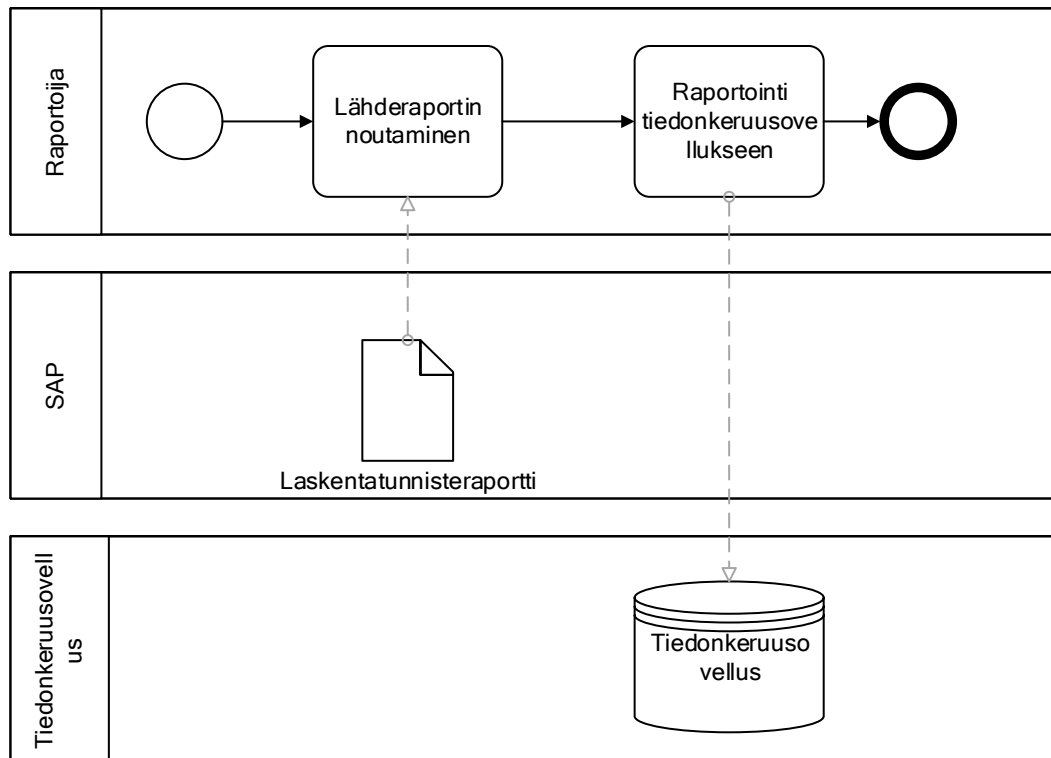 Raportoija
Lähderaportin
noutaminen
Raportointi
tiedonkeruusove
llukseen
SAP
Laskentatunnisteraportti
Tiedonkeruusovell
us
Tiedonkeruuso
vellus